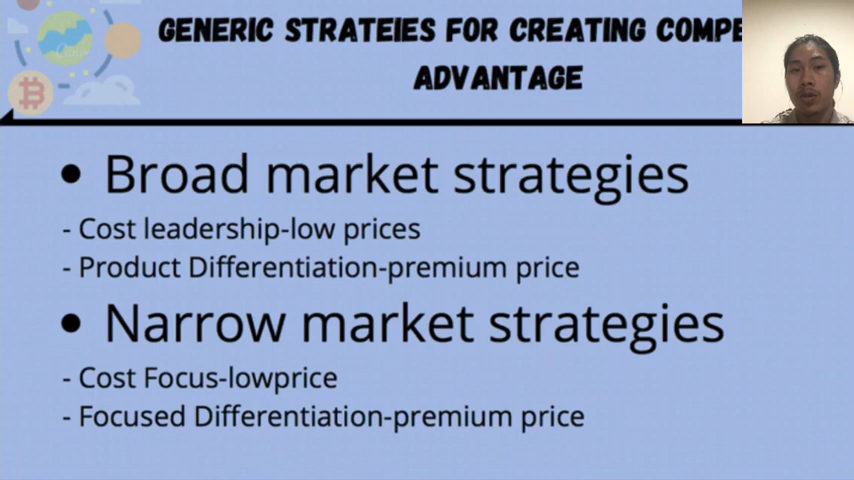 GENERIC STRATEIES FOR CREATING COMPE
ADVANTAGE
• Broad market strategies
- Cost leadership-low prices
- Product Differentiation-premium price
• Narrow market strategies
- Cost Focus-lowprice
- Focused Differentiation-premium price